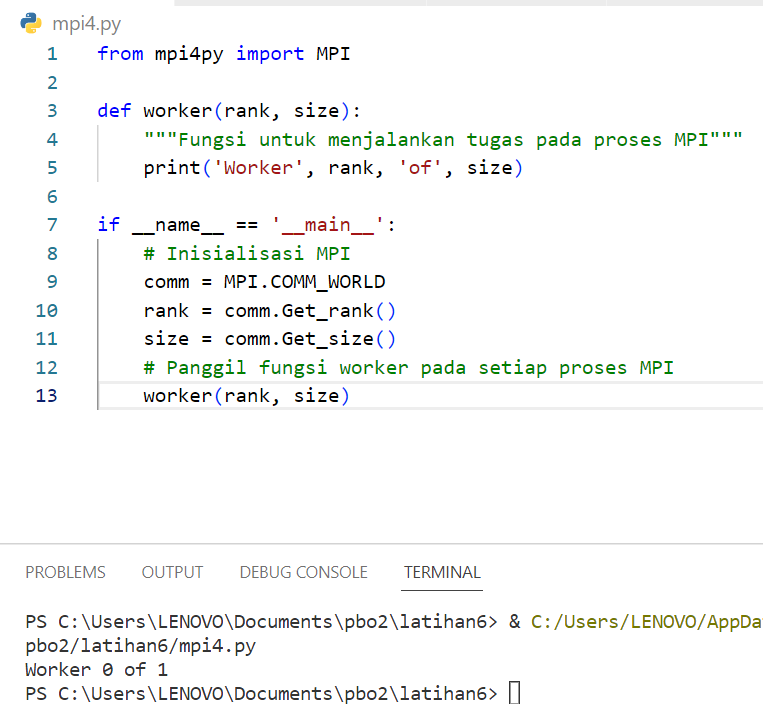 mpi4.py
1 from mpi4py import MPI
2
3 def worker(rank, size):
4 """Fungsi untuk menjalankan tugas pada proses MPI"""
5 print('Worker', rank, 'of', size)
6
7 if __name__ == '__main__':
8 # Inisialisasi MPI
9 comm = MPI.COMM_WORLD
10 rank = comm.Get_rank()
11 size = comm.Get_size()
12 # Panggil fungsi worker pada setiap proses MPI
13 worker(rank, size)
PROBLEMS OUTPUT DEBUG CONSOLE TERMINAL
PS C:\Users\LENOVO\Documents\pbo2\latihan6> & C:/Users/LENOVO/AppDa
pbo2/latihan6/mpi4.py
Worker 0 of 1
PS C:\Users\LENOVO\Documents\pbo2\latihan6>